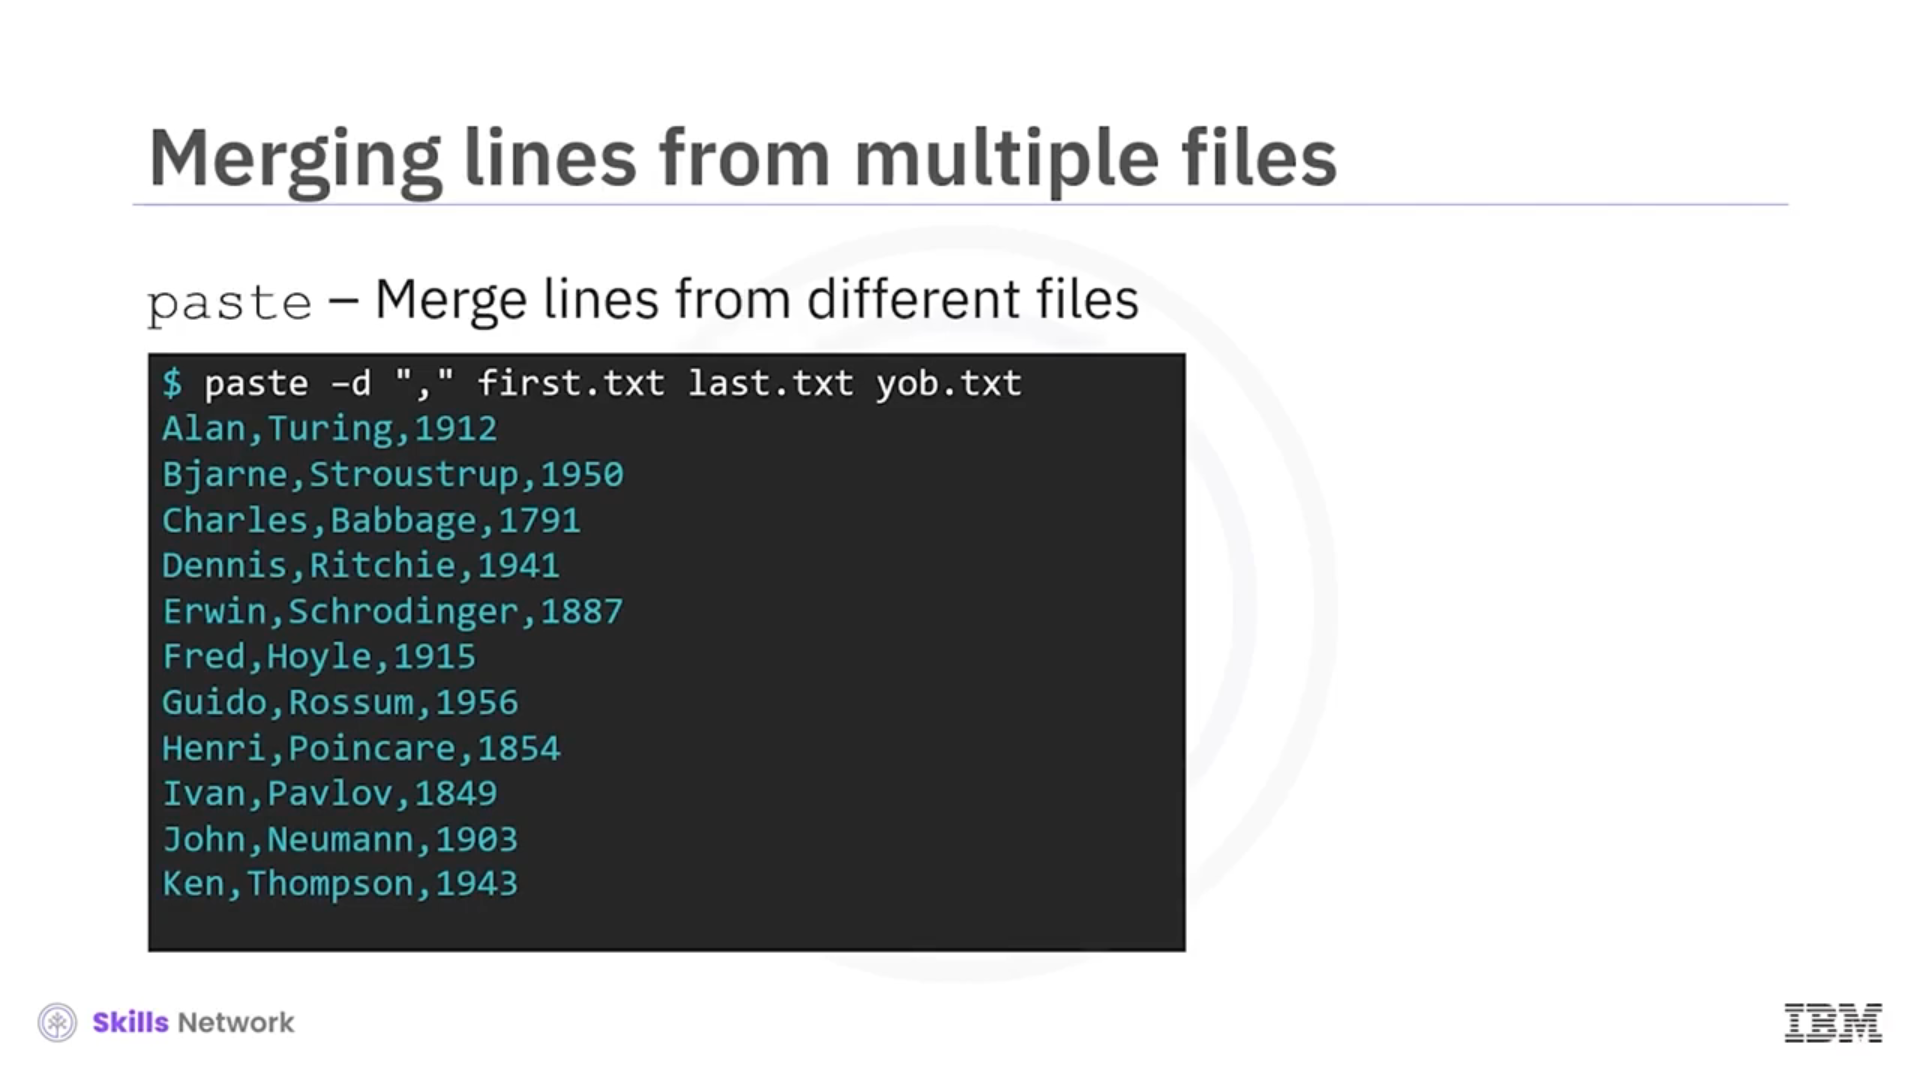 Merging lines from multiple files
paste – Merge lines from different files
$ paste –d "," first.txt last.txt yob.txt
Alan,Turing,1912
Bjarne,Stroustrup,1950
Charles,Babbage,1791
Dennis,Ritchie,1941
Erwin,Schrodinger,1887
Fred,Hoyle,1915
Guido,Rossum,1956
Henri,Poincare,1854
Ivan,Pavlov,1849
John,Neumann,1903
Ken,Thompson,1943
Skills Network
IBM